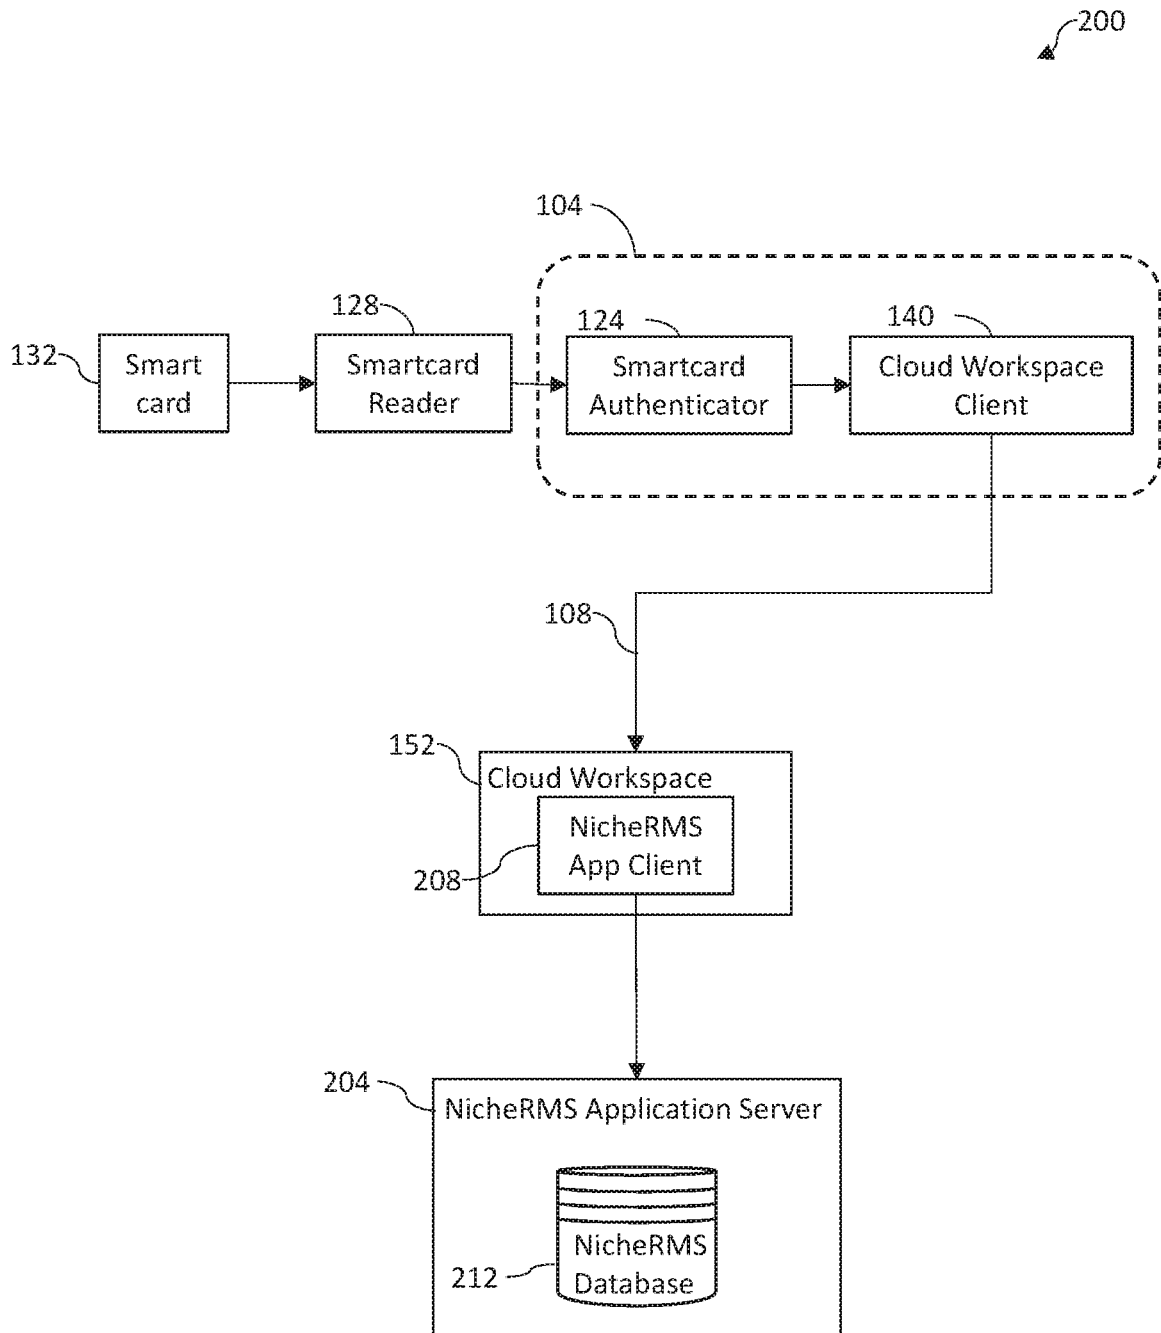 200
104
128
124
140
132
Smart
card
Smartcard
Reader
Smartcard
Authenticator
Cloud Workspace
Client
108
152
Cloud Workspace
NicheRMS
App Client
208
204
NicheRMS Application Server
NicheRMS
Database
212